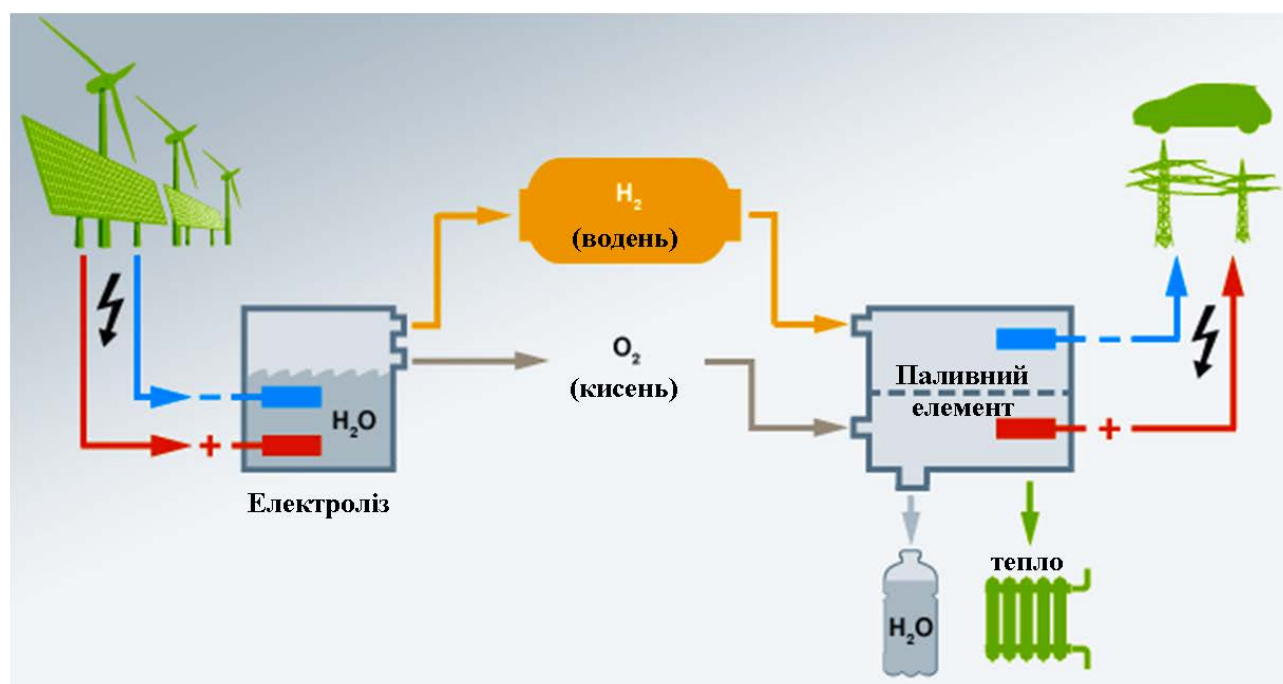 H₂
(водень)
O₂
(кисень)
H₂O
Електроліз
Паливний
елемент
тепло
H₂O